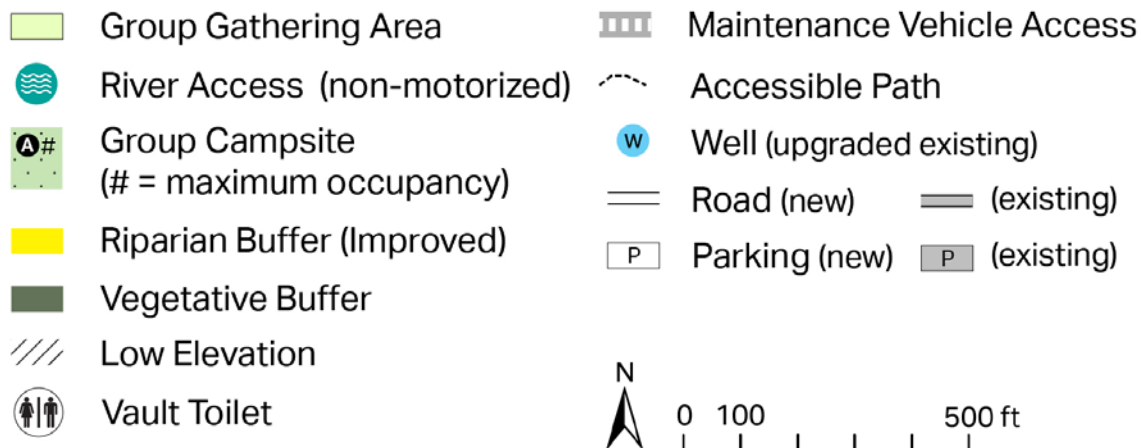 Group Gathering Area
River Access (non-motorized)
A #
Group Campsite
(# = maximum occupancy)
Riparian Buffer (Improved)
Vegetative Buffer
Low Elevation
Vault Toilet
Maintenance Vehicle Access
Accessible Path
W Well (upgraded existing)
Road (new) (existing)
P Parking (new) P (existing)
N
0 100 500 ft